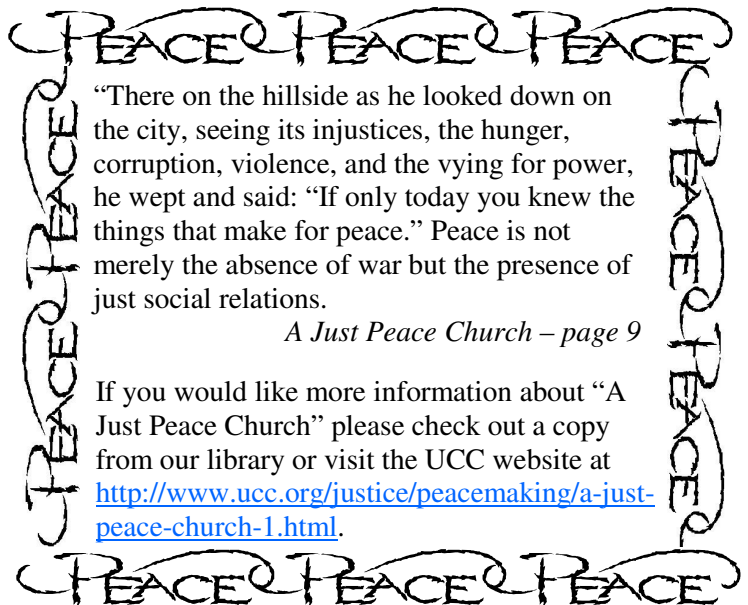 PEACE PEACE PEACE
PEACE PEACE
“There on the hillside as he looked down on
the city, seeing its injustices, the hunger,
corruption, violence, and the vying for power,
he wept and said: “If only today you knew the
things that make for peace.” Peace is not
merely the absence of war but the presence of
just social relations.
A Just Peace Church – page 9
If you would like more information about “A
Just Peace Church” please check out a copy
from our library or visit the UCC website at
http://www.ucc.org/justice/peacemaking/a-just-
peace-church-1.html.
PEACE PEACE
PEACE PEACE PEACE